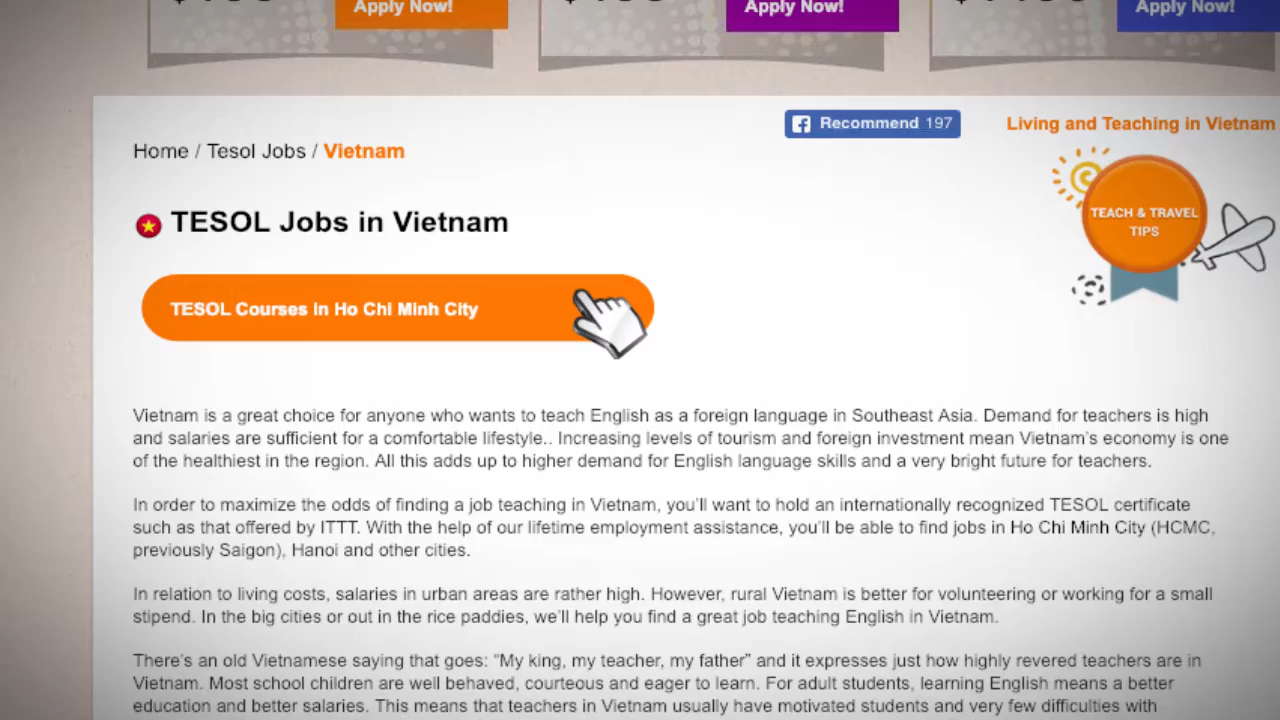 Apply Now!
Apply Now!
Apply Now!
Recommend 197
Living and Teaching in Vietnam
Home / Tesol Jobs / Vietnam
TEACH & TRAVEL
TIPS
TESOL Jobs in Vietnam
TESOL Courses in Ho Chi Minh City
Vietnam is a great choice for anyone who wants to teach English as a foreign language in Southeast Asia. Demand for teachers is high
and salaries are sufficient for a comfortable lifestyle.. Increasing levels of tourism and foreign investment mean Vietnam's economy is one
of the healthiest in the region. All this adds up to higher demand for English language skills and a very bright future for teachers.
In order to maximize the odds of finding a job teaching in Vietnam, you'll want to hold an internationally recognized TESOL certificate
such as that offered by ITTT. With the help of our lifetime employment assistance, you'll be able to find jobs in Ho Chi Minh City (HCMC,
previously Saigon), Hanoi and other cities.
In relation to living costs, salaries in urban areas are rather high. However, rural Vietnam is better for volunteering or working for a small
stipend. In the big cities or out in the rice paddies, we'll help you find a great job teaching English in Vietnam.
There's an old Vietnamese saying that goes: “My king, my teacher, my father” and it expresses just how highly revered teachers are in
Vietnam. Most school children are well behaved, courteous and eager to learn. For adult students, learning English means a better
education and better salaries. This means that teachers in Vietnam usually have motivated students and very few difficulties with